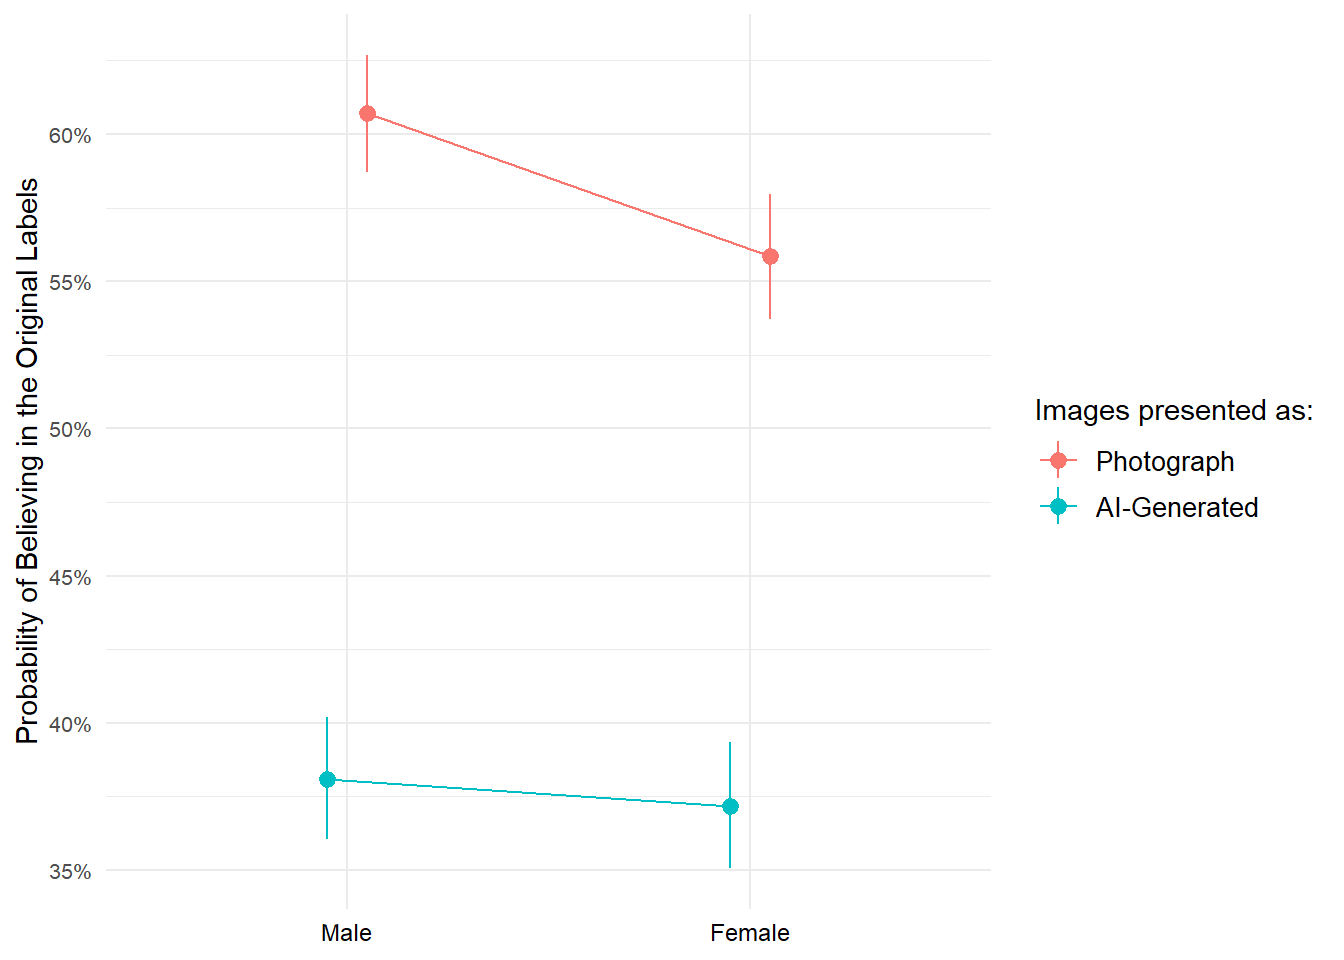 Probability of Believing in the Original Labels
60%
55%
50%
45%
40%
35%
Male
Female
Images presented as:
Photograph
AI-Generated